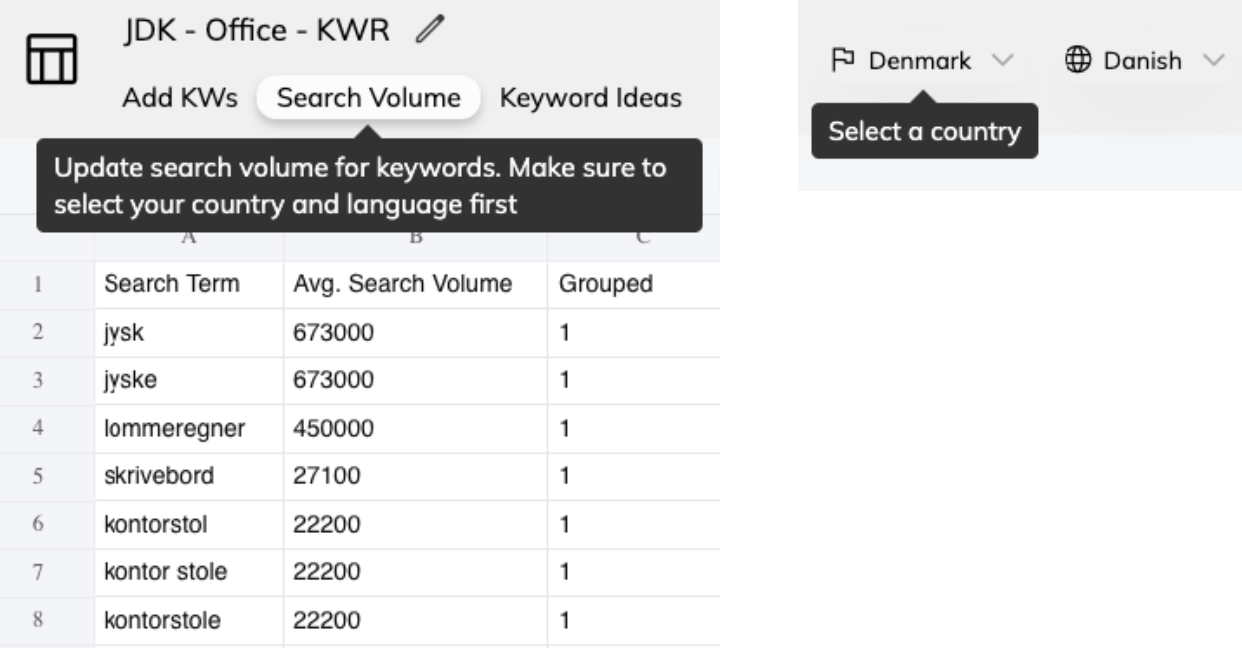 JDK - Office - KWR
Add KWs Search Volume Keyword Ideas
Update search volume for keywords. Make sure to
select your country and language first
A B C
1 Search Term Avg. Search Volume Grouped
2 jysk 673000 1
3 jyske 673000 1
4 lommeregner 450000 1
5 skrivebord 27100 1
6 kontorstol 22200 1
7 kontor stole 22200 1
8 kontorstole 22200 1
Denmark Danish
Select a country